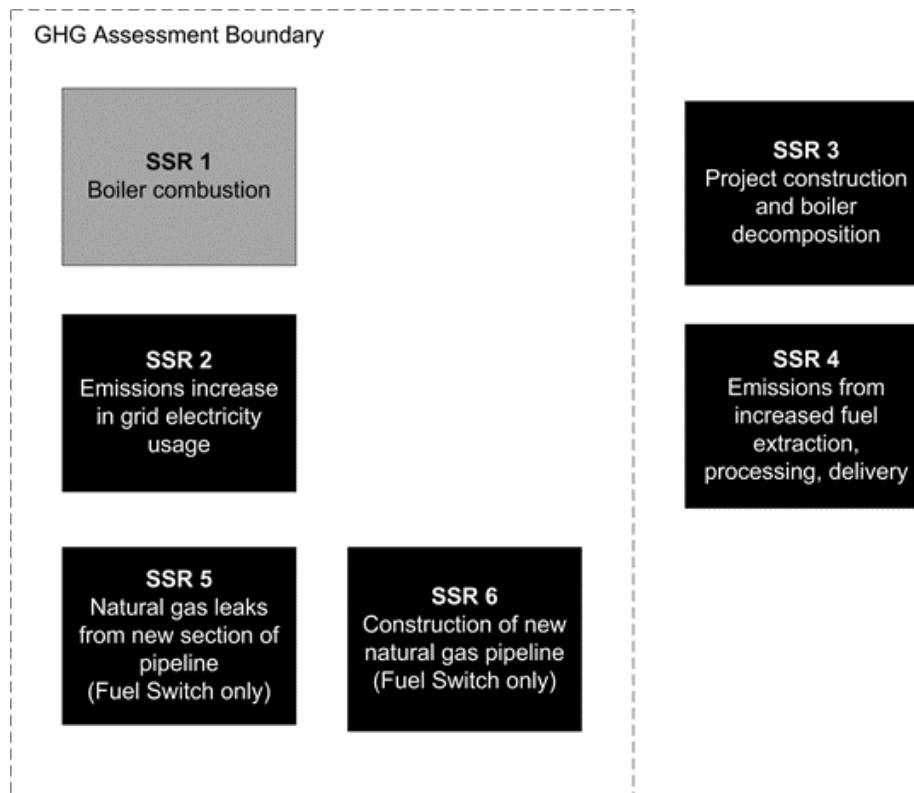 GHG Assessment Boundary
SSR 1
Boiler combustion
SSR 2
Emissions increase
in grid electricity
usage
SSR 5
Natural gas leaks
from new section of
pipeline
(Fuel Switch only)
SSR 6
Construction of new
natural gas pipeline
(Fuel Switch only)
SSR 3
Project construction
and boiler
decomposition
SSR 4
Emissions from
increased fuel
extraction,
processing, delivery